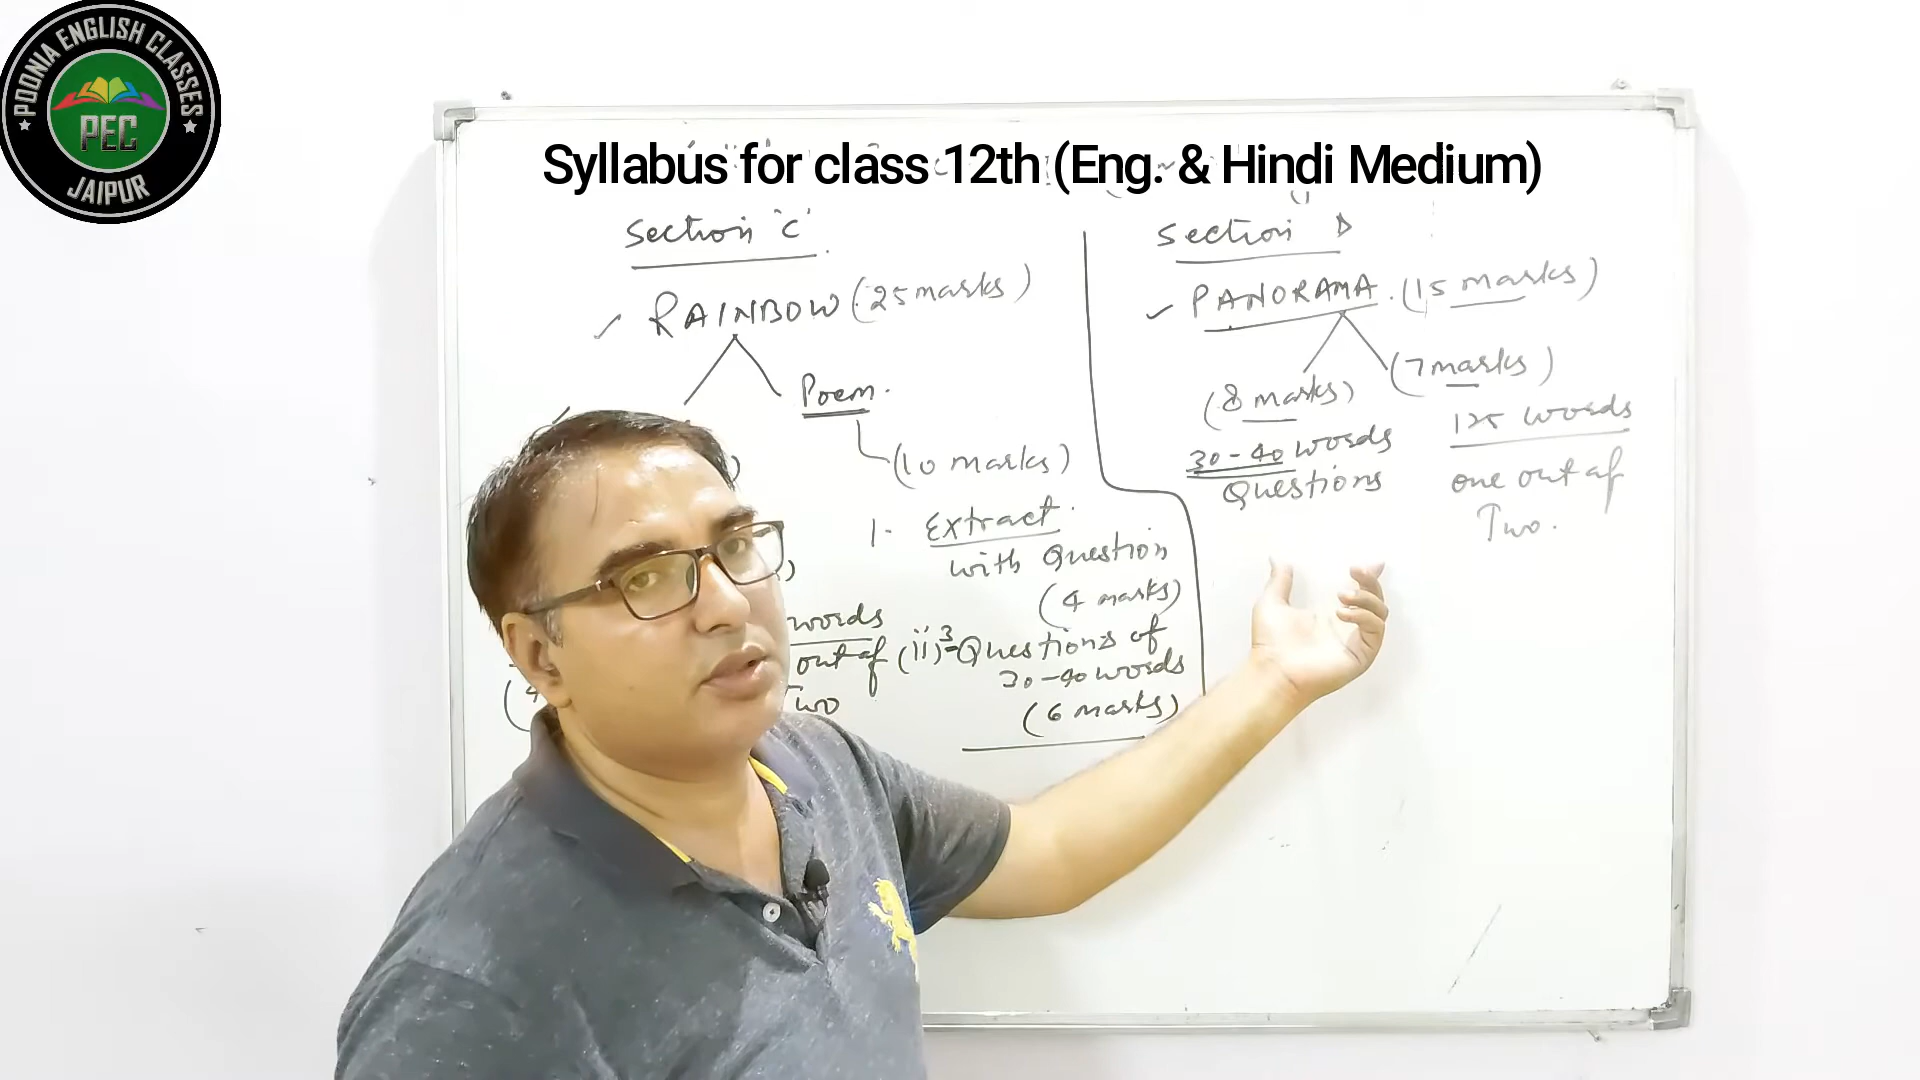 POONIA ENGLISH CLASSES
PEC
JAIPUR
Syllabus for class 12th (Eng. & Hindi Medium)
Section 'C'
RAINBOW (25 marks)
Poem.
(10 marks)
1- Extract
with Question
(4 marks)
words
out of
Two
(ii) 3 Questions of
30-40 words
(6 marks)
Section D
PANORAMA. (15 marks)
(8 marks)
30-40 words
Questions
(7 marks)
125 words
one out of
Two.